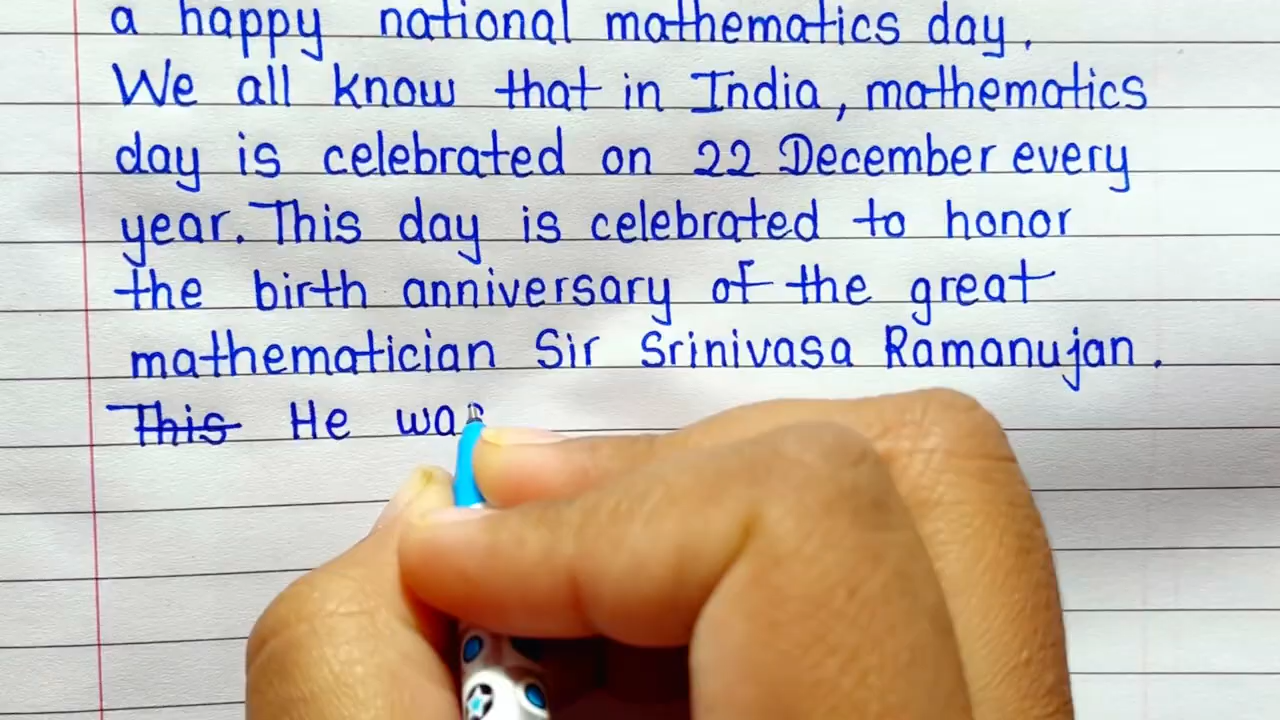 a happy national mathematics day.
We all know that in India, mathematics
day is celebrated on 22 December every
year. This day is celebrated to honor
the birth anniversary of the great
mathematician Sir Srinivasa Ramanujan.
This He was